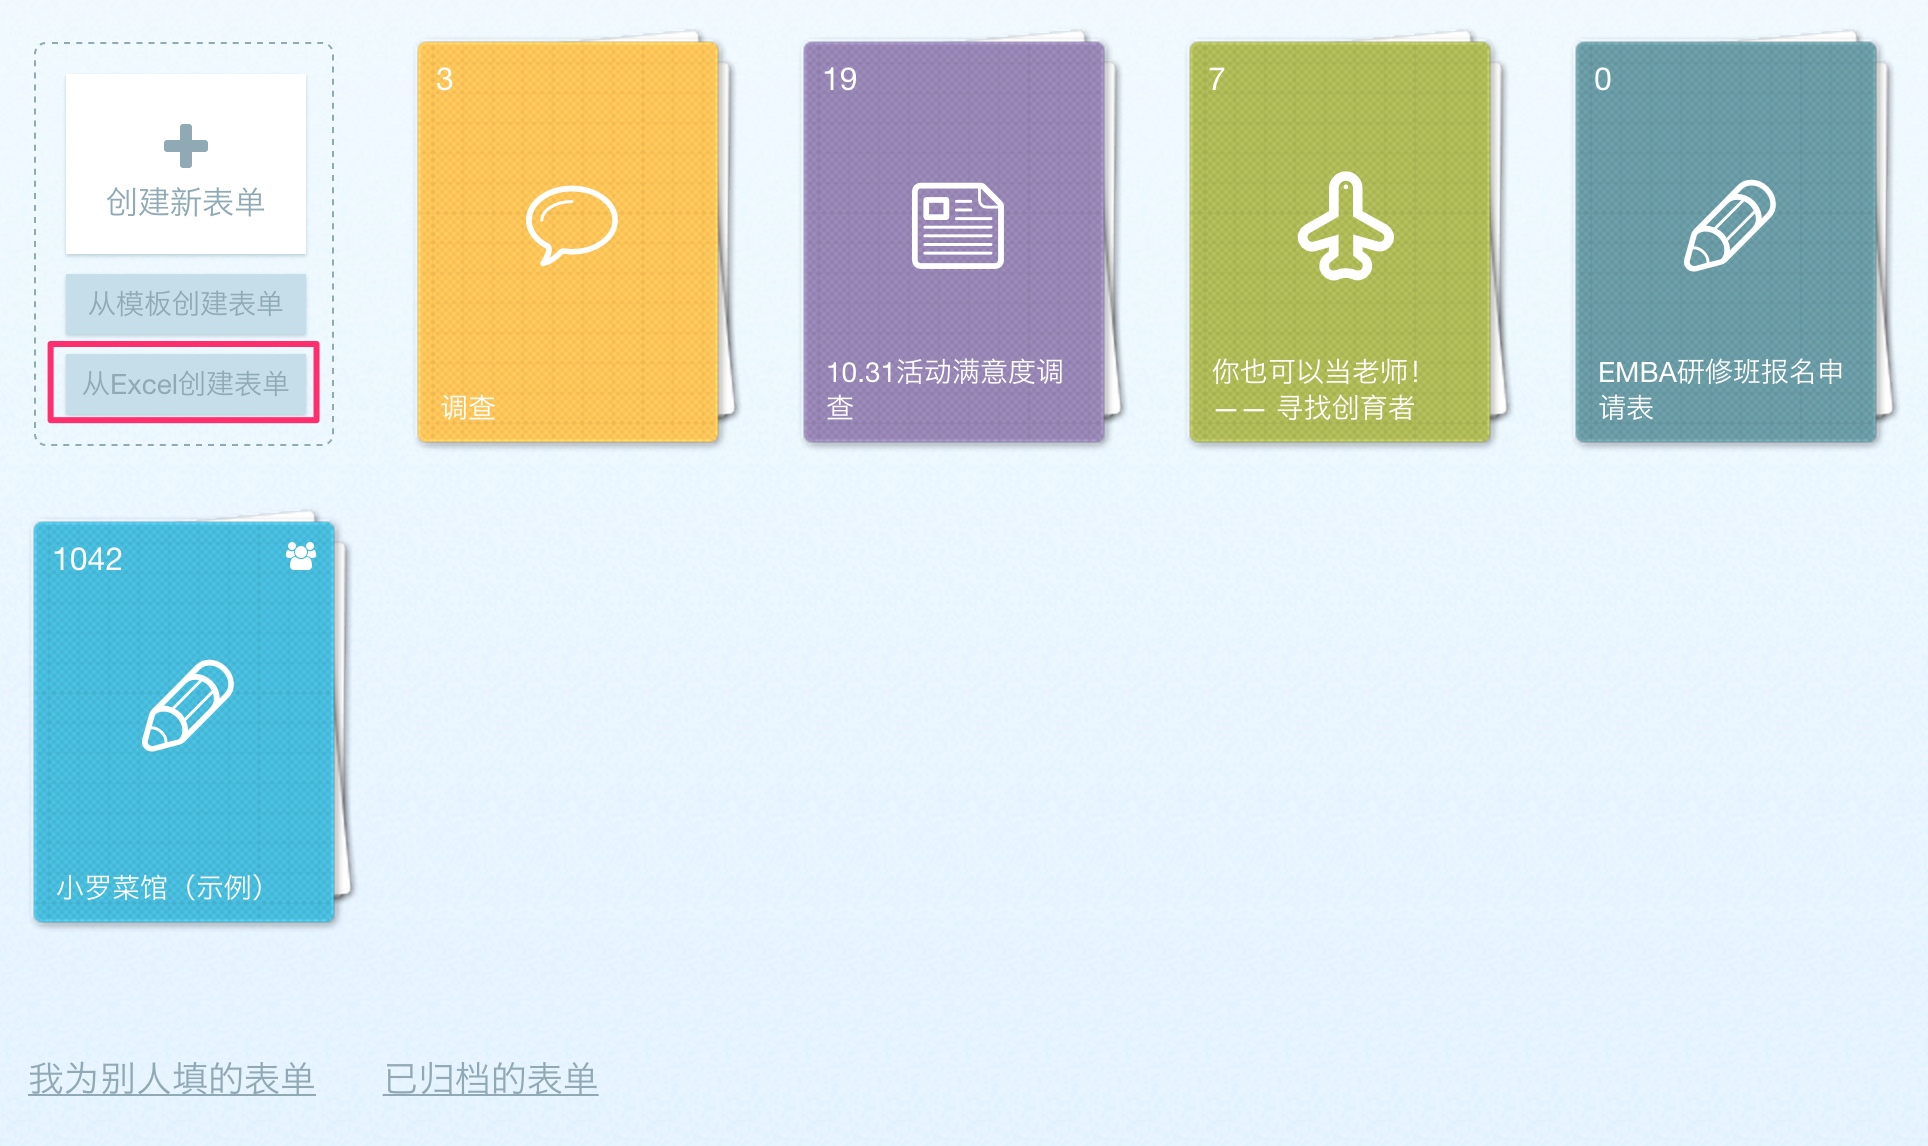 创建新表单
从模板创建表单
从Excel创建表单
3
调查
19
10.31活动满意度调
查
7
你也可以当老师!
—— 寻找创育者
0
EMBA研修班报名申
请表
1042
小罗菜馆（示例）
我为别人填的表单
已归档的表单